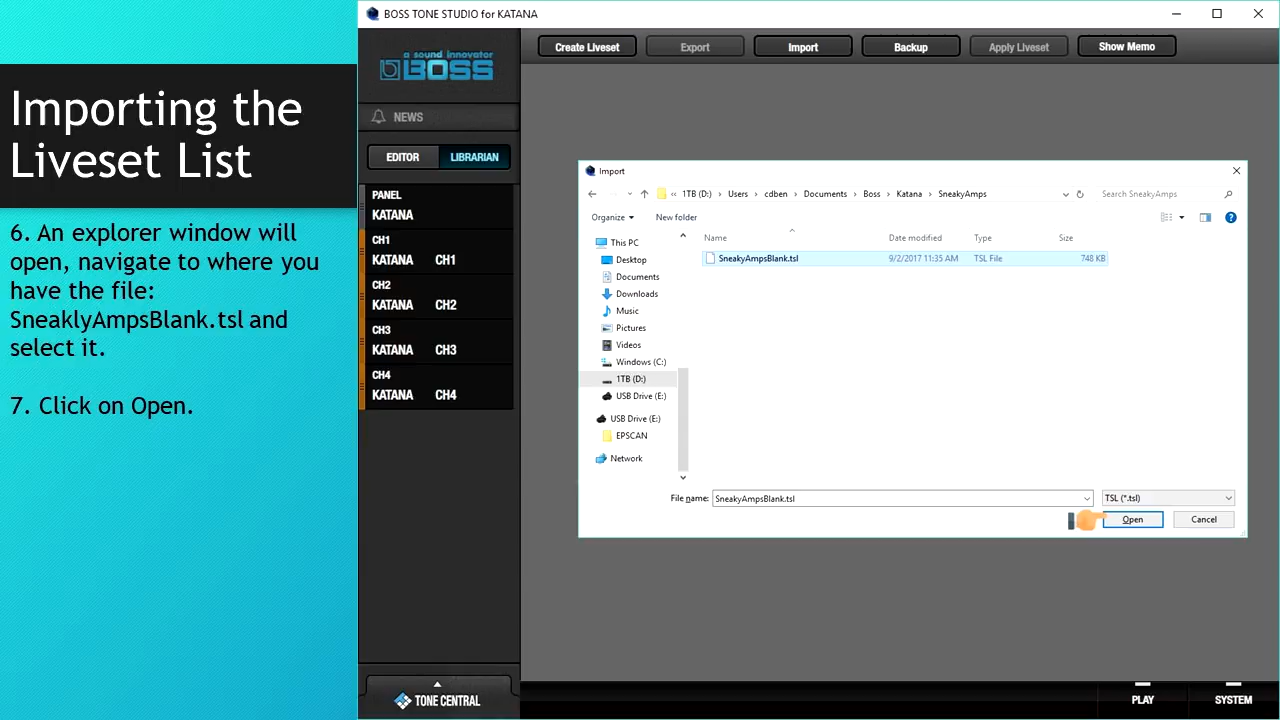 Importing the
Liveset List
6. An explorer window will
open, navigate to where you
have the file:
SneaklyAmpsBlank.tsl and
select it.
7. Click on Open.
BOSS TONE STUDIO for KATANA
a sound innovator
BOSS
Create Liveset
Export
Import
Backup
Apply Liveset
Show Memo
NEWS
EDITOR
LIBRARIAN
PANEL
KATANA
CH1
KATANA CH1
CH2
KATANA CH2
CH3
KATANA CH3
CH4
KATANA CH4
TONE CENTRAL
Import
« 1TB (D:) > Users > cdben > Documents > Boss > Katana > SneakyAmps
Search SneakyAmps
Organize
New folder
This PC
Desktop
Documents
Downloads
Music
Pictures
Videos
Windows (C:)
1TB (D:)
USB Drive (E:)
USB Drive (E:)
EPSCAN
Network
Name Date modified Type Size
SneakyAmpsBlank.tsl 9/2/2017 11:35 AM TSL File 748 KB
File name: SneakyAmpsBlank.tsl
TSL (*.tsl)
Open
Cancel
PLAY
SYSTEM